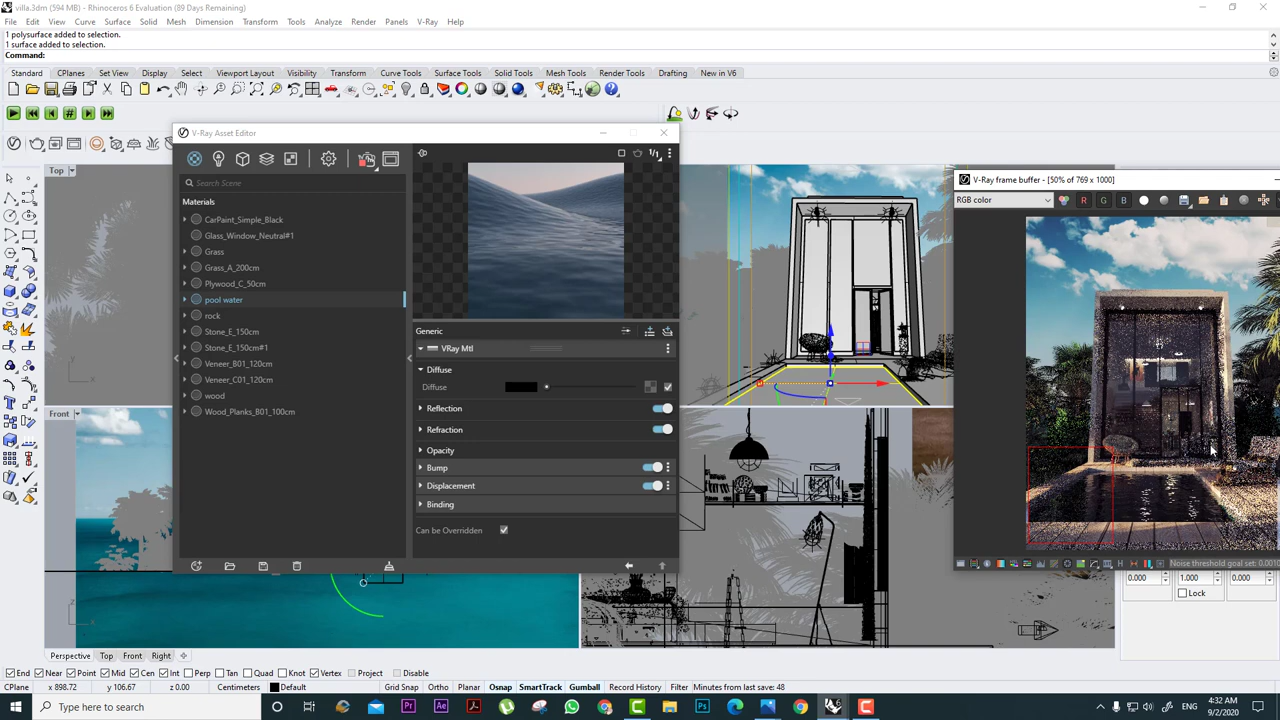 villa.3dm (594 MB) - Rhinoceros 6 Evaluation (89 Days Remaining)
File Edit View Curve Surface Solid Mesh Dimension Transform Tools Analyze Render Panels V-Ray Help
1 polysurface added to selection.
1 surface added to selection.
Command:
Standard CPlanes Set View Display Select Viewport Layout Visibility Transform Curve Tools Surface Tools Solid Tools Mesh Tools Render Tools Drafting New in V6
V-Ray Asset Editor
Search Scene
Materials
CarPaint_Simple_Black
Glass_Window_Neutral#1
Grass
Grass_A_200cm
Plywood_C_50cm
pool water
rock
Stone_E_150cm
Stone_E_150cm#1
Veneer_B01_120cm
Veneer_C01_120cm
wood
Wood_Planks_B01_100cm
Generic
VRay Mtl
Diffuse
Diffuse
Reflection
Refraction
Opacity
Bump
Displacement
Binding
Can be Overridden
Top
Front
V-Ray frame buffer - [50% of 769 x 1000]
RGB color
R G B
Noise threshold goal set: 0.0010
0.000 1.000 0.000
Lock
Perspective Top Front Right
End Near Point Mid Cen Int Perp Tan Quad Knot Vertex Project Disable
CPlane x 898.72 y 106.67 z 0.00 Centimeters Default Grid Snap Ortho Planar Osnap SmartTrack Gumball Record History Filter Minutes from last save: 48
Type here to search
4:32 AM
9/2/2020